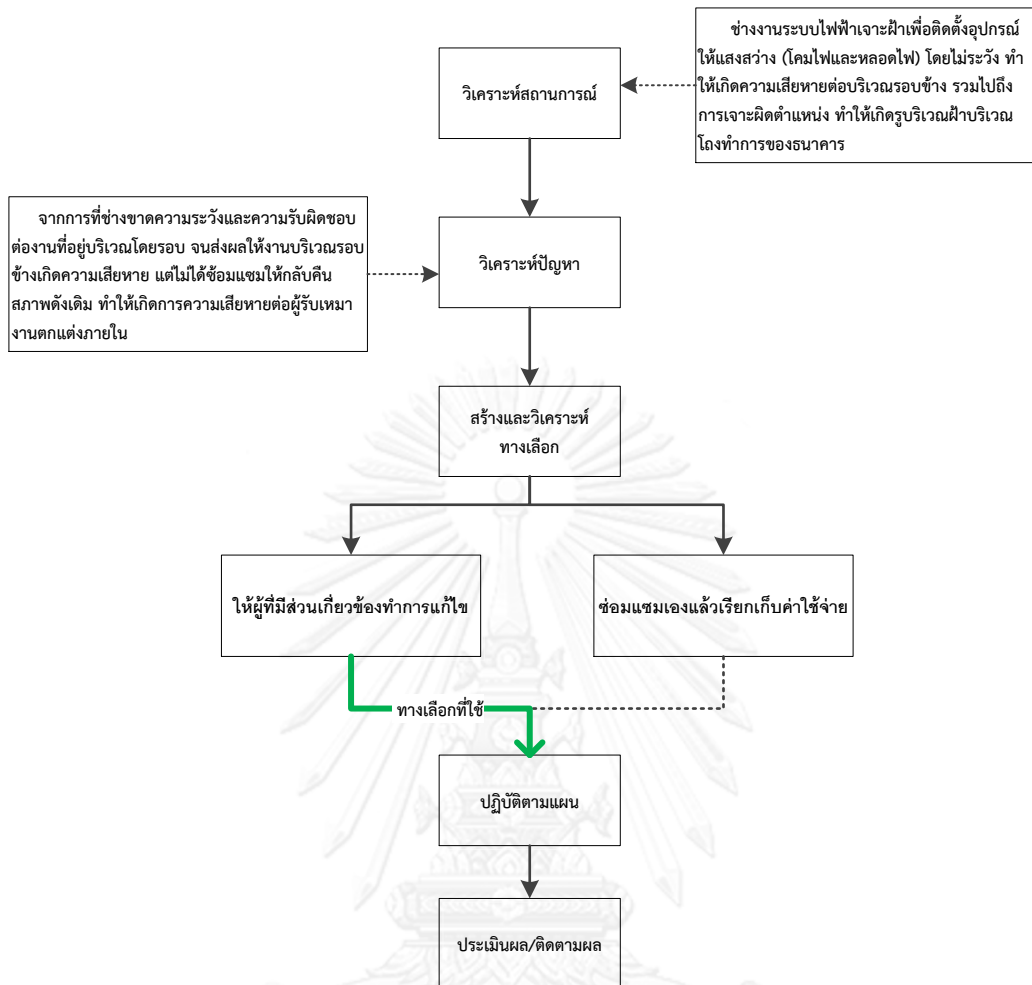 ช่างงานระบบไฟฟ้าเจาะฝ้าเพื่อติดตั้งอุปกรณ์
ให้แสงสว่าง (โคมไฟและหลอดไฟ) โดยไม่ระวัง ทำ
ให้เกิดความเสียหายต่อบริเวณรอบข้าง รวมไปถึง
การเจาะผิดตำแหน่ง ทำให้เกิดรูบริเวณฝ้าบริเวณ
โถงทำการของธนาคาร
วิเคราะห์สถานการณ์
จากการที่ช่างขาดความระวังและความรับผิดชอบ
ต่องานที่อยู่บริเวณโดยรอบ จนส่งผลให้งานบริเวณรอบ
ข้างเกิดความเสียหาย แต่ไม่ได้ซ้อมแซมให้กลับคืน
สภาพดังเดิม ทำให้เกิดการความเสียหายต่อผู้รับเหมา
งานตกแต่งภายใน
วิเคราะห์ปัญหา
สร้างและวิเคราะห์
ทางเลือก
ให้ผู้ที่มีส่วนเกี่ยวข้องทำการแก้ไข
ซ่อมแซมเองแล้วเรียกเก็บค่าใช้จ่าย
ทางเลือกที่ใช้
ปฏิบัติตามแผน
ประเมินผล/ติดตามผล